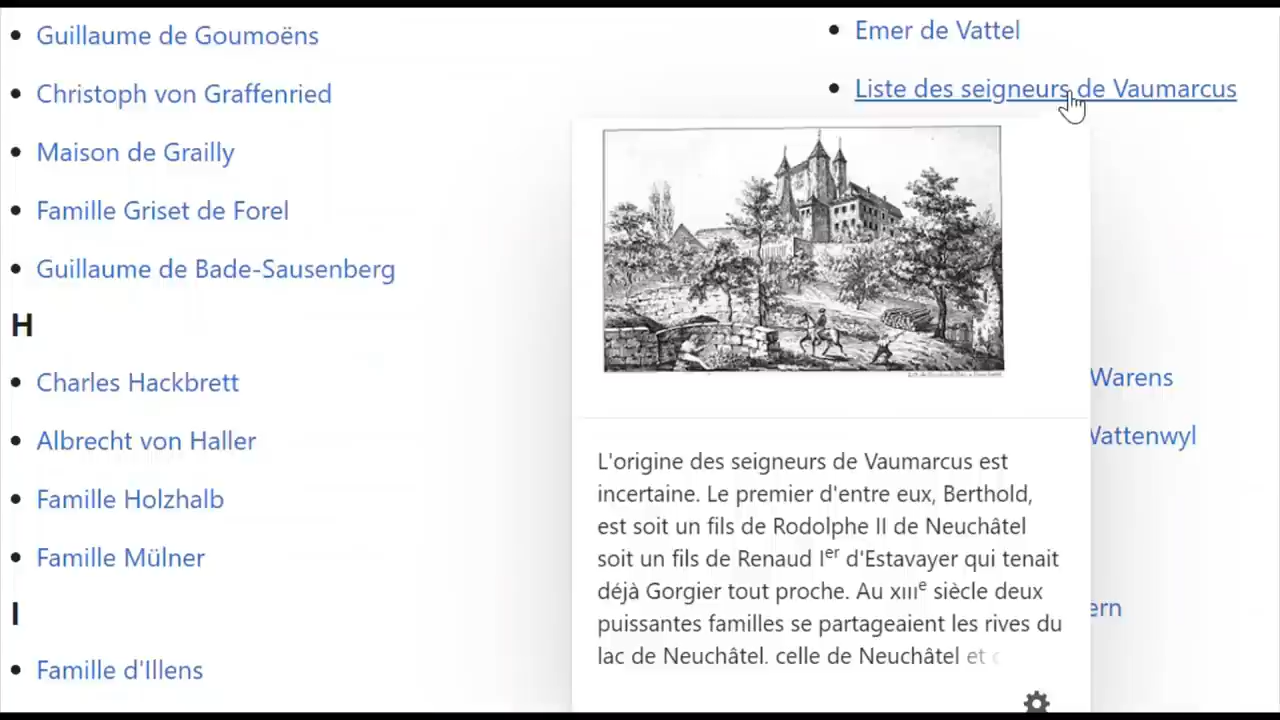 Guillaume de Goumoëns
Christoph von Graffenried
Maison de Grailly
Famille Griset de Forel
Guillaume de Bade-Sausenberg
H
Charles Hackbrett
Albrecht von Haller
Famille Holzhalb
Famille Mülner
I
Famille d'Illens
Emer de Vattel
Liste des seigneurs de Vaumarcus
L'origine des seigneurs de Vaumarcus est
incertaine. Le premier d'entre eux, Berthold,
est soit un fils de Rodolphe II de Neuchâtel
soit un fils de Renaud Ier d'Estavayer qui tenait
déjà Gorgier tout proche. Au XIIIe siècle deux
puissantes familles se partageaient les rives du
lac de Neuchâtel. celle de Neuchâtel et
Warens
Wattenwyl
ern